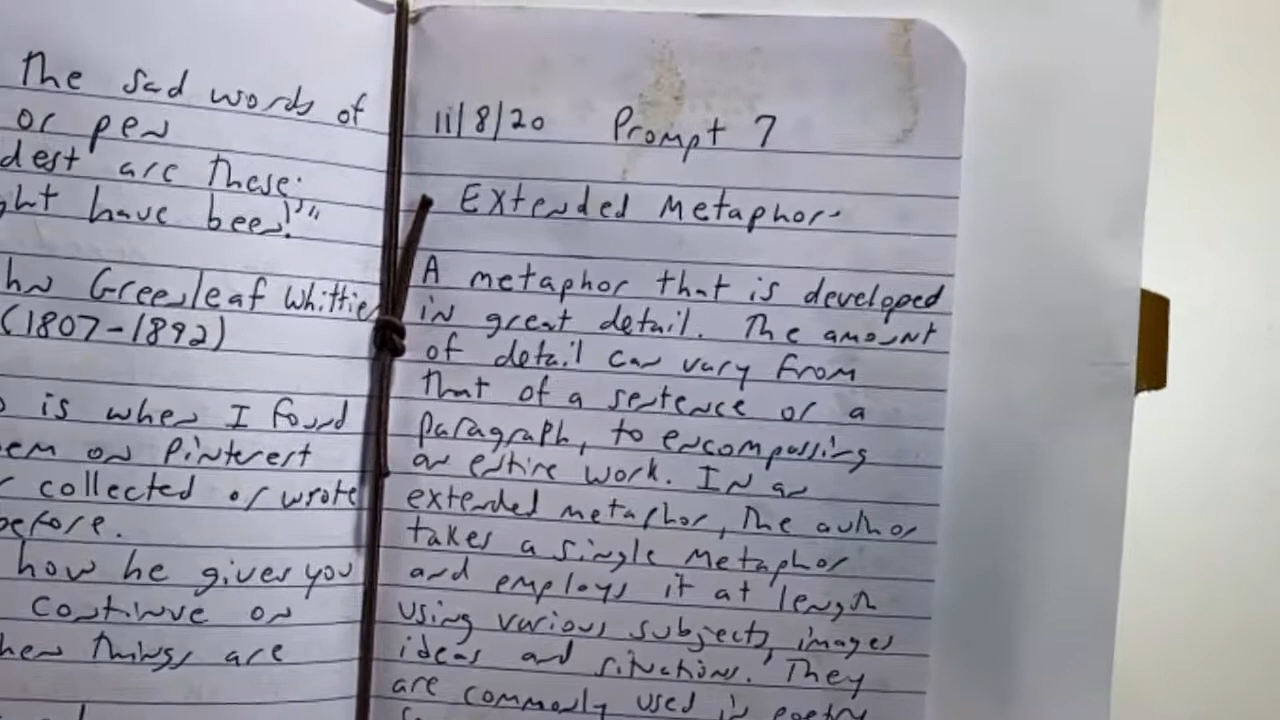 The sad words of
or pen
dest are these:
ght have been!"
hn Greenleaf Whittie
(1807-1892)
is when I found
em on Pinterest
collected or wrote
before.
how he gives you
continue on
hen things are
11/8/20 Prompt 7
Extended Metaphor-
A metaphor that is developed
in great detail. The amount
of detail can vary from
that of a sentence or a
paragraph, to encompassing
an entire work. In an
extended metaphor, the author
takes a single metaphor
and employs it at length
using various subjects, images
ideas and situations. They
are commonly used in poetry